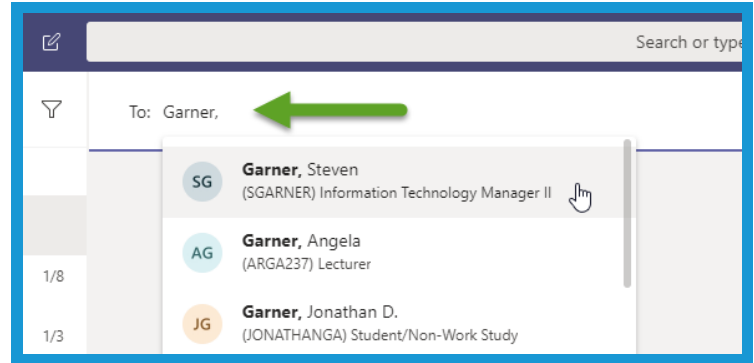 Search or type
To: Garner,
SG
Garner, Steven
(SGARNER) Information Technology Manager II
AG
Garner, Angela
(ARGA237) Lecturer
1/8
JG
Garner, Jonathan D.
(JONATHANGA) Student/Non-Work Study
1/3